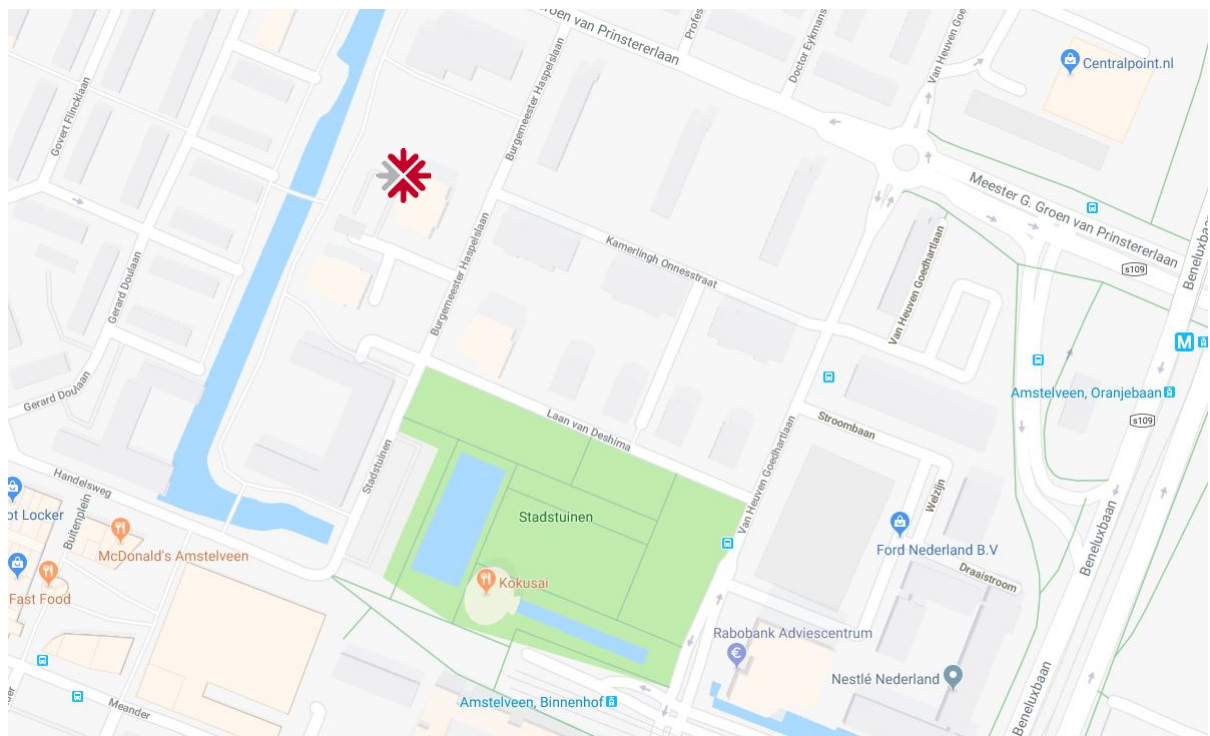 Groen van Prinstererlaan
Profes
Doctor Eykmans
Van Heuven Goe
Centralpoint.nl
Govert Flincklaan
Burgemeester Haspelslaan
Meester G. Groen van Prinstererlaan
s109
Beneluxbaan
Kamerlingh Onnesstraat
Van Heuven Goedhartlaan
Gerard Doulaan
Burgemeester Haspelslaan
M
Amstelveen, Oranjebaan
s109
Gerard Doulaan
Laan van Deshima
Stroombaan
Van Heuven Goedhartlaan
Stadstuinen
Handelsweg
Welzijn
ot Locker
Buitenplein
Stadstuinen
McDonald's Amstelveen
Ford Nederland B.V
Beneluxbaan
Draaistroom
Kokusai
Fast Food
Rabobank Adviescentrum
Nestlé Nederland
Amstelveen, Binnenhof
Meander
Beneluxbaan